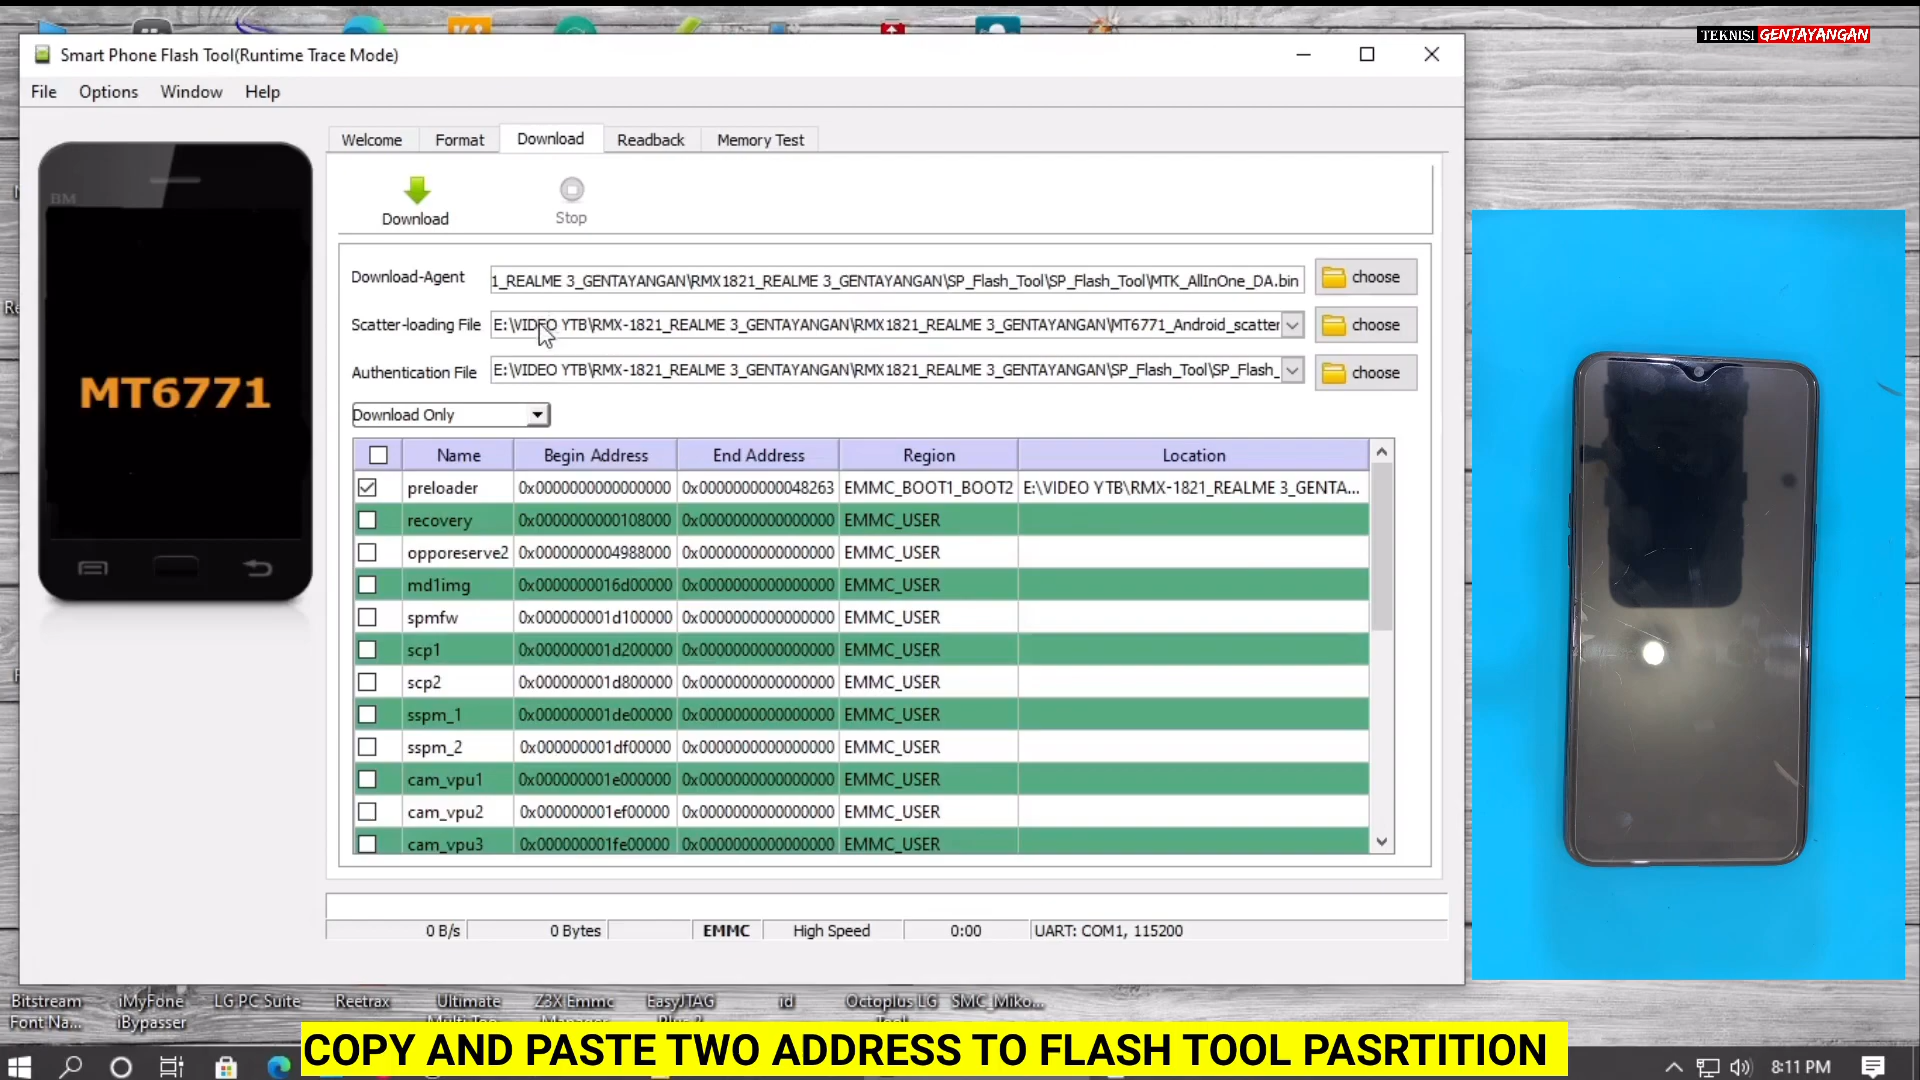 TEKNISI GENTAYANGAN
Smart Phone Flash Tool(Runtime Trace Mode)
File Options Window Help
Welcome Format Download Readback Memory Test
BM
Download Stop
Download-Agent 1_REALME 3_GENTAYANGAN\RMX1821_REALME 3_GENTAYANGAN\SP_Flash_Tool\SP_Flash_Tool\MTK_AllInOne_DA.bin choose
Scatter-loading File E:\VIDEO YTB\RMX-1821_REALME 3_GENTAYANGAN\RMX1821_REALME 3_GENTAYANGAN\MT6771_Android_scatter choose
Authentication File E:\VIDEO YTB\RMX-1821_REALME 3_GENTAYANGAN\RMX1821_REALME 3_GENTAYANGAN\SP_Flash_Tool\SP_Flash_ choose
MT6771
Download Only
Name Begin Address End Address Region Location
preloader 0x0000000000000000 0x0000000000048263 EMMC_BOOT1_BOOT2 E:\VIDEO YTB\RMX-1821_REALME 3_GENTA...
recovery 0x0000000000108000 0x0000000000000000 EMMC_USER
opporeserve2 0x0000000004988000 0x0000000000000000 EMMC_USER
md1img 0x0000000016d00000 0x0000000000000000 EMMC_USER
spmfw 0x000000001d100000 0x0000000000000000 EMMC_USER
scp1 0x000000001d200000 0x0000000000000000 EMMC_USER
scp2 0x000000001d800000 0x0000000000000000 EMMC_USER
sspm_1 0x000000001de00000 0x0000000000000000 EMMC_USER
sspm_2 0x000000001df00000 0x0000000000000000 EMMC_USER
cam_vpu1 0x000000001e000000 0x0000000000000000 EMMC_USER
cam_vpu2 0x000000001ef00000 0x0000000000000000 EMMC_USER
cam_vpu3 0x000000001fe00000 0x0000000000000000 EMMC_USER
0 B/s 0 Bytes EMMC High Speed 0:00 UART: COM1, 115200
Bitstream iMyFone LG PC Suite Reetrax Ultimate Z3X Emmc EasyJTAG id Octoplus LG SMC_Miko...
Font Na... iBypasser
COPY AND PASTE TWO ADDRESS TO FLASH TOOL PASRTITION
8:11 PM